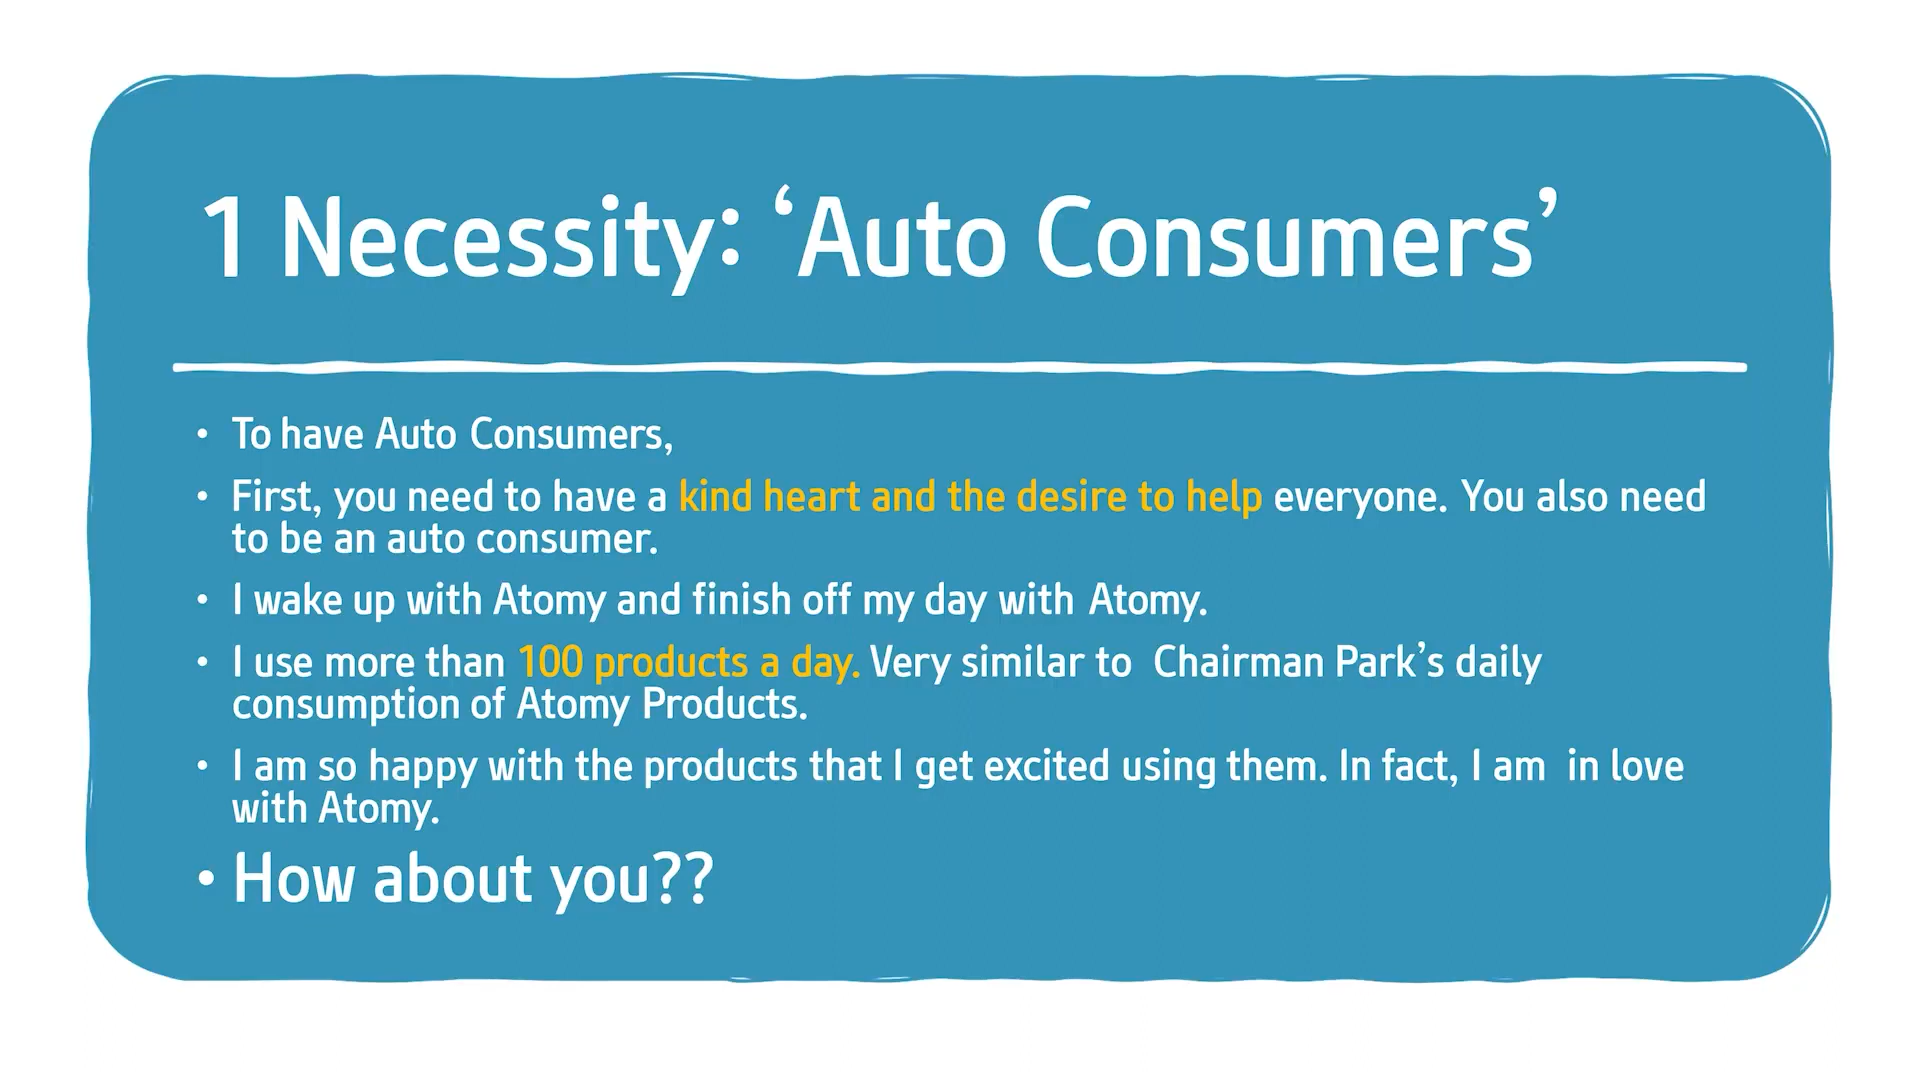 1 Necessity: ‘Auto Consumers’
• To have Auto Consumers,
• First, you need to have a kind heart and the desire to help everyone. You also need
to be an auto consumer.
• I wake up with Atomy and finish off my day with Atomy.
• I use more than 100 products a day. Very similar to  Chairman Park’s daily
consumption of Atomy Products.
• I am so happy with the products that I get excited using them. In fact, I am  in love
with Atomy.
• How about you??